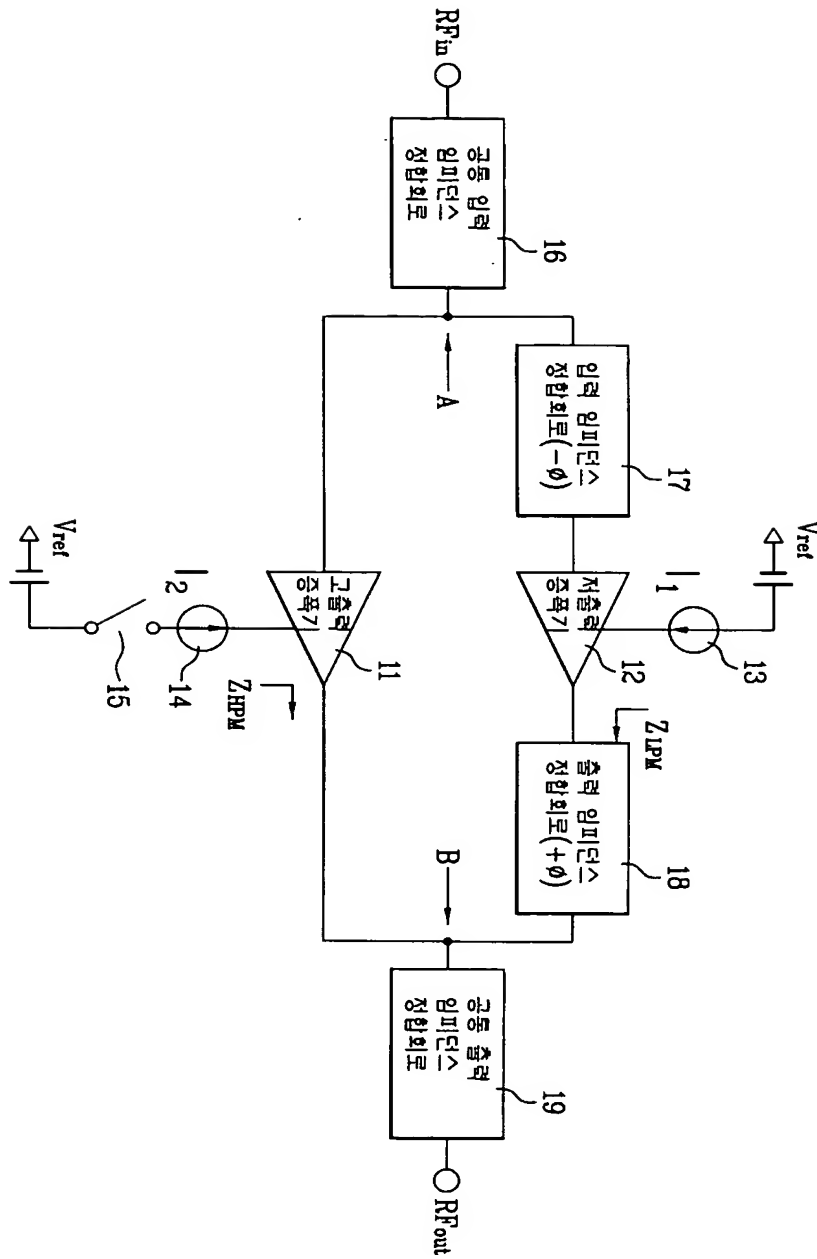 RFin
공통 입력
임피던스
정합회로
16
A
입력 임피던스
정합회로(-ø)
17
Vref
I1
13
저출력
증폭기
12
ZLPM
출력 임피던스
정합회로(+ø)
18
Vref
15
I2
14
고출력
증폭기
11
ZHPM
B
공통 출력
임피던스
정합회로
19
RFout